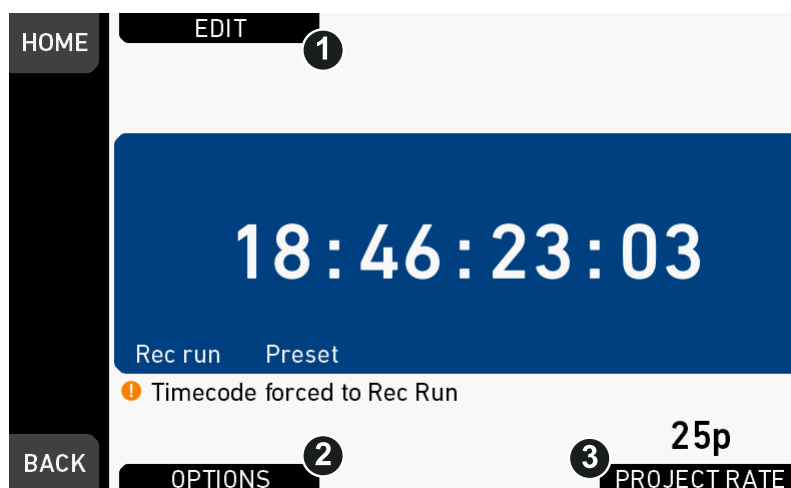 HOME
EDIT
1
18:46:23:03
Rec run Preset
! Timecode forced to Rec Run
25p
BACK
OPTIONS
2
3
PROJECT RATE